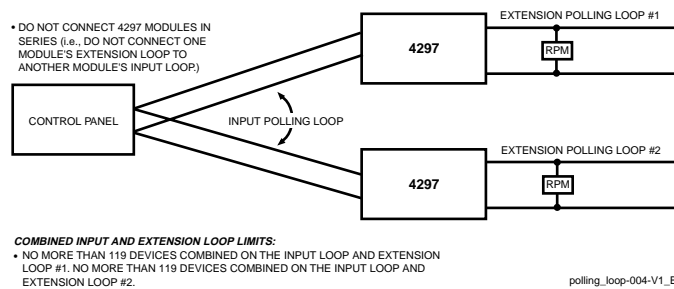 • DO NOT CONNECT 4297 MODULES IN
SERIES (i.e., DO NOT CONNECT ONE
MODULE'S EXTENSION LOOP TO
ANOTHER MODULE'S INPUT LOOP.)
EXTENSION POLLING LOOP #1
4297
RPM
CONTROL PANEL
INPUT POLLING LOOP
EXTENSION POLLING LOOP #2
4297
RPM
COMBINED INPUT AND EXTENSION LOOP LIMITS:
• NO MORE THAN 119 DEVICES COMBINED ON THE INPUT LOOP AND EXTENSION
LOOP #1. NO MORE THAN 119 DEVICES COMBINED ON THE INPUT LOOP AND
EXTENSION LOOP #2.
polling_loop-004-V1_E